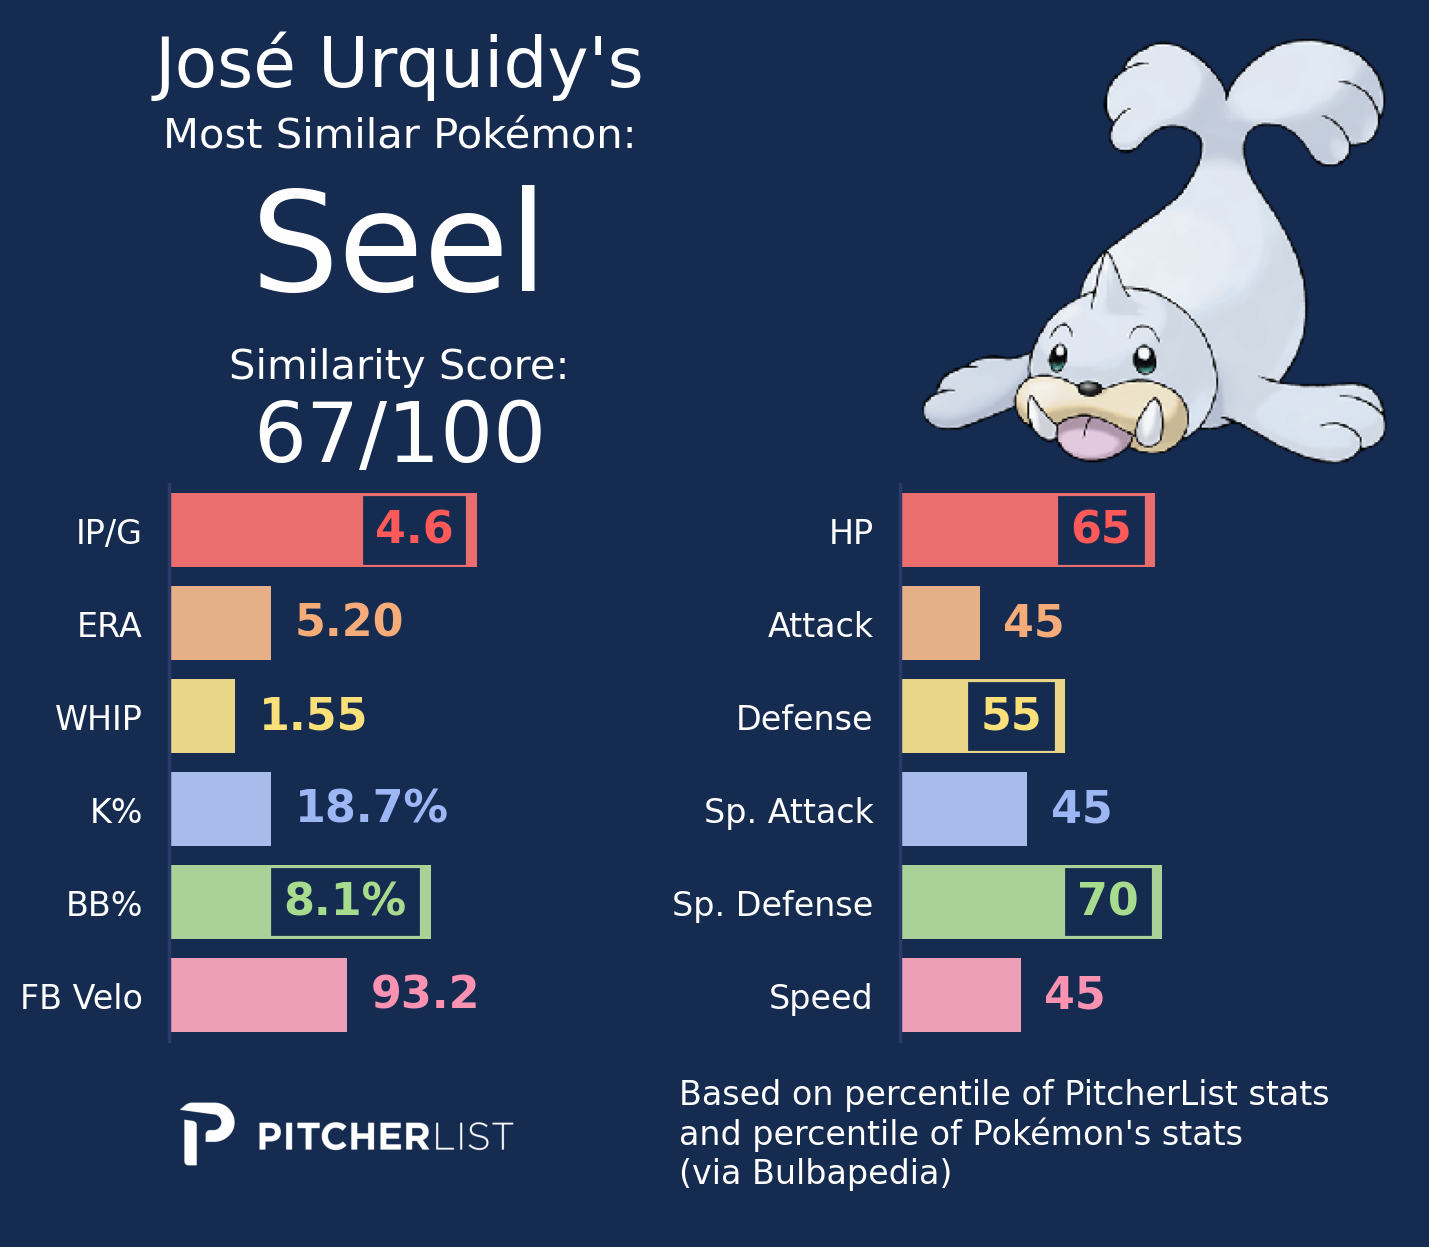 José Urquidy's
Most Similar Pokémon:
Seel
Similarity Score:
67/100
IP/G 4.6
ERA 5.20
WHIP 1.55
K% 18.7%
BB% 8.1%
FB Velo 93.2
HP 65
Attack 45
Defense 55
Sp. Attack 45
Sp. Defense 70
Speed 45
PITCHERLIST
Based on percentile of PitcherList stats
and percentile of Pokémon's stats
(via Bulbapedia)